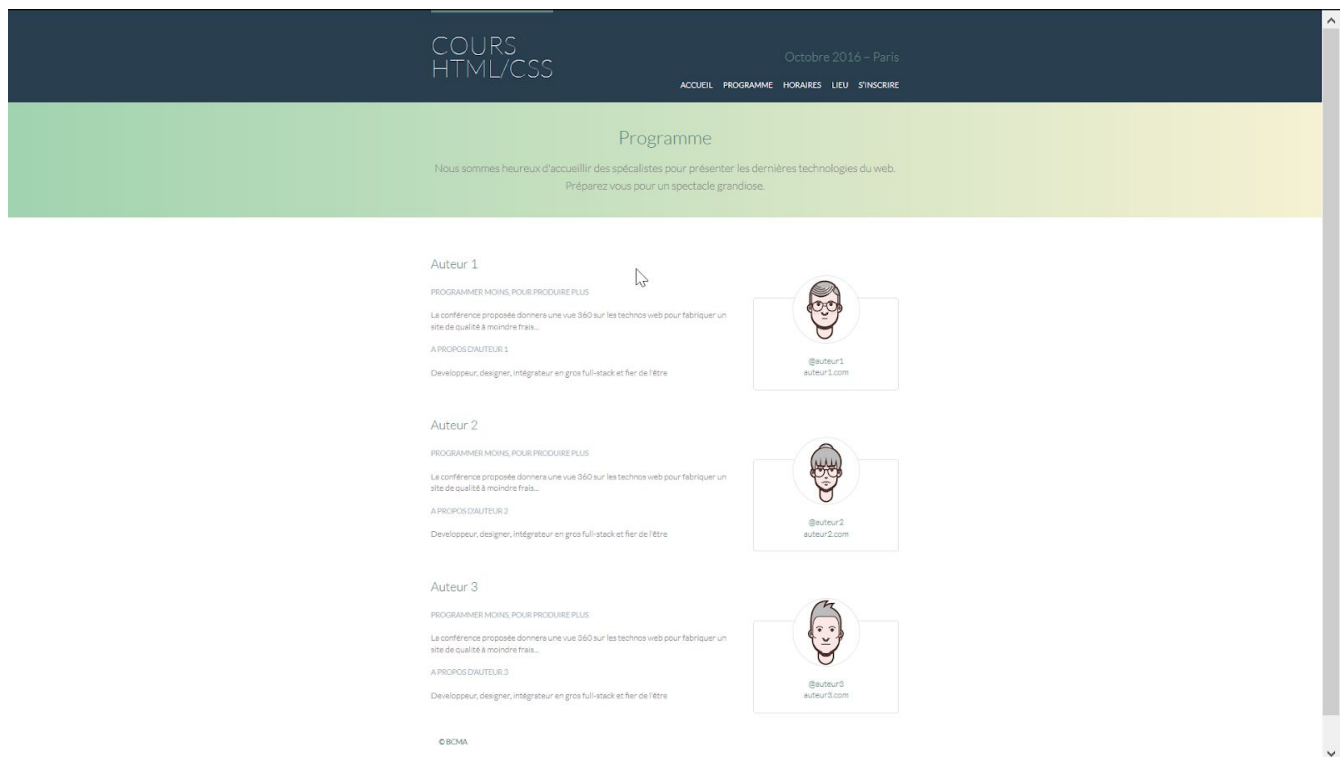 COURS
HTML/CSS
Octobre 2016 – Paris
ACCUEIL PROGRAMME HORAIRES LIEU S'INSCRIRE
Programme
Nous sommes heureux d'accueillir des spécalistes pour présenter les dernières technologies du web.
Préparez vous pour un spectacle grandiose.
Auteur 1
PROGRAMMER MOINS, POUR PRODUIRE PLUS
La conférence proposée donnera une vue 360 sur les technos web pour fabriquer un
site de qualité à moindre frais...
A PROPOS D'AUTEUR 1
Developpeur, designer, intégrateur en gros full-stack et fier de l'être
@auteur1
auteur1.com
Auteur 2
PROGRAMMER MOINS, POUR PRODUIRE PLUS
La conférence proposée donnera une vue 360 sur les technos web pour fabriquer un
site de qualité à moindre frais...
A PROPOS D'AUTEUR 2
Developpeur, designer, intégrateur en gros full-stack et fier de l'être
@auteur2
auteur2.com
Auteur 3
PROGRAMMER MOINS, POUR PRODUIRE PLUS
La conférence proposée donnera une vue 360 sur les technos web pour fabriquer un
site de qualité à moindre frais...
A PROPOS D'AUTEUR 3
Developpeur, designer, intégrateur en gros full-stack et fier de l'être
@auteur3
auteur3.com
© BCMA